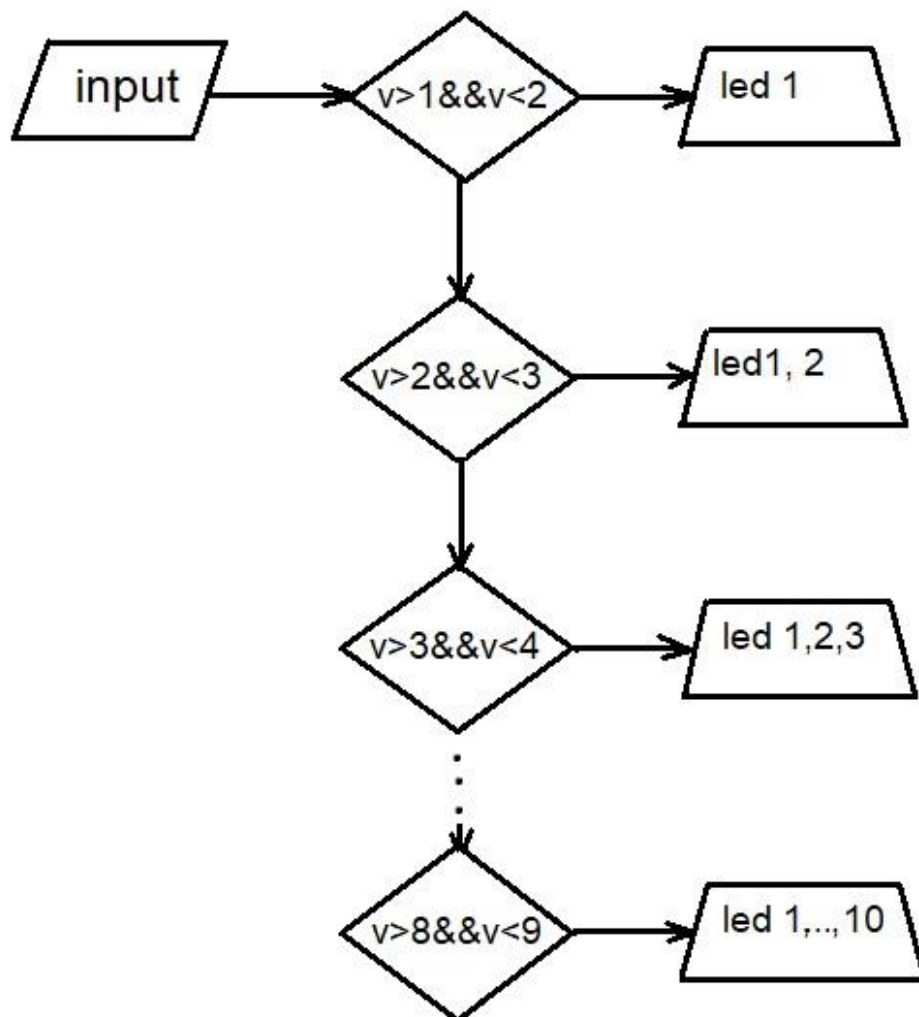 input
v>1&&v<2
led 1
v>2&&v<3
led1, 2
v>3&&v<4
led 1,2,3
v>8&&v<9
led 1,..,10